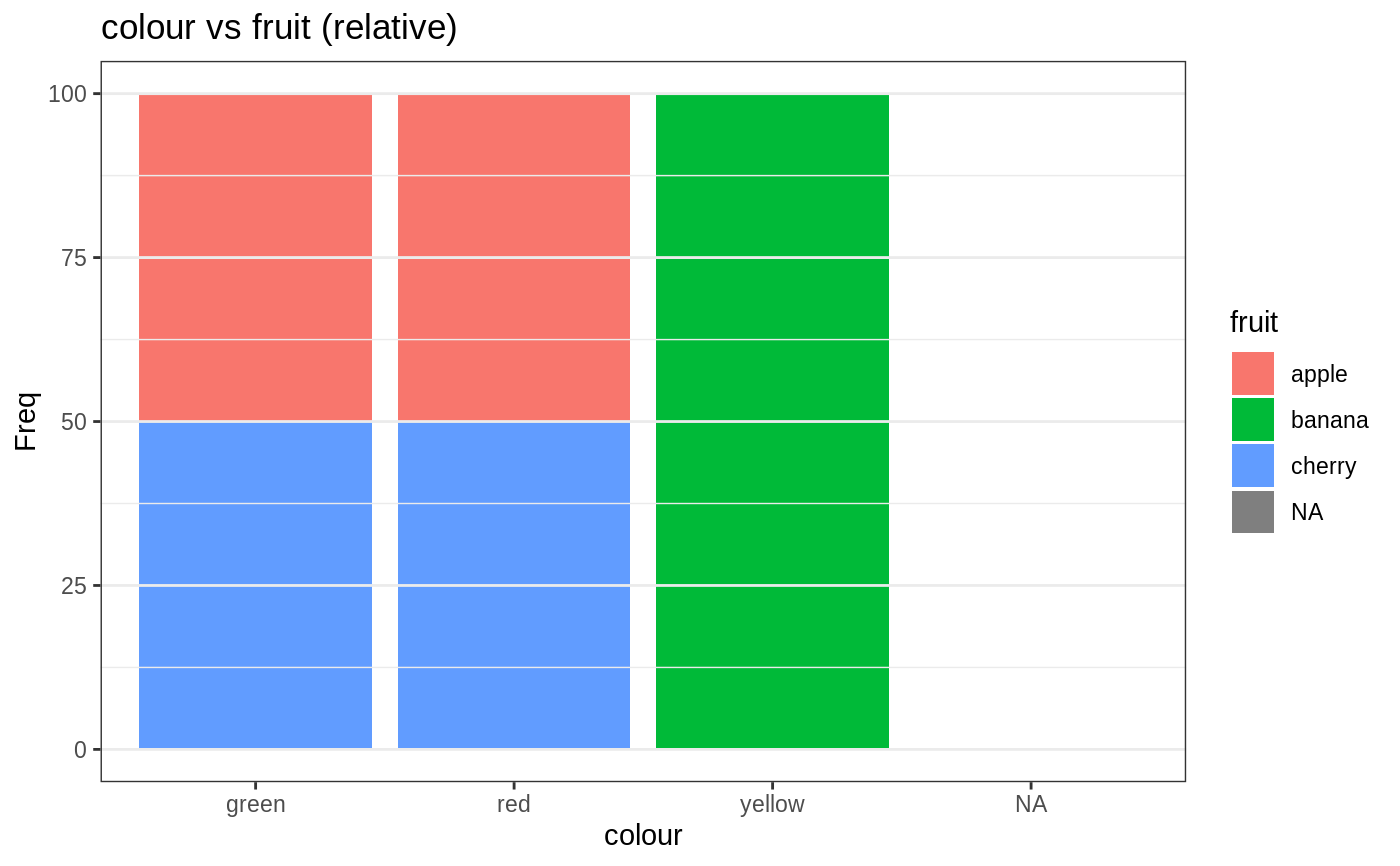 colour vs fruit (relative)
100
75
50
25
0
Freq
green red yellow NA
colour
fruit
apple
banana
cherry
NA